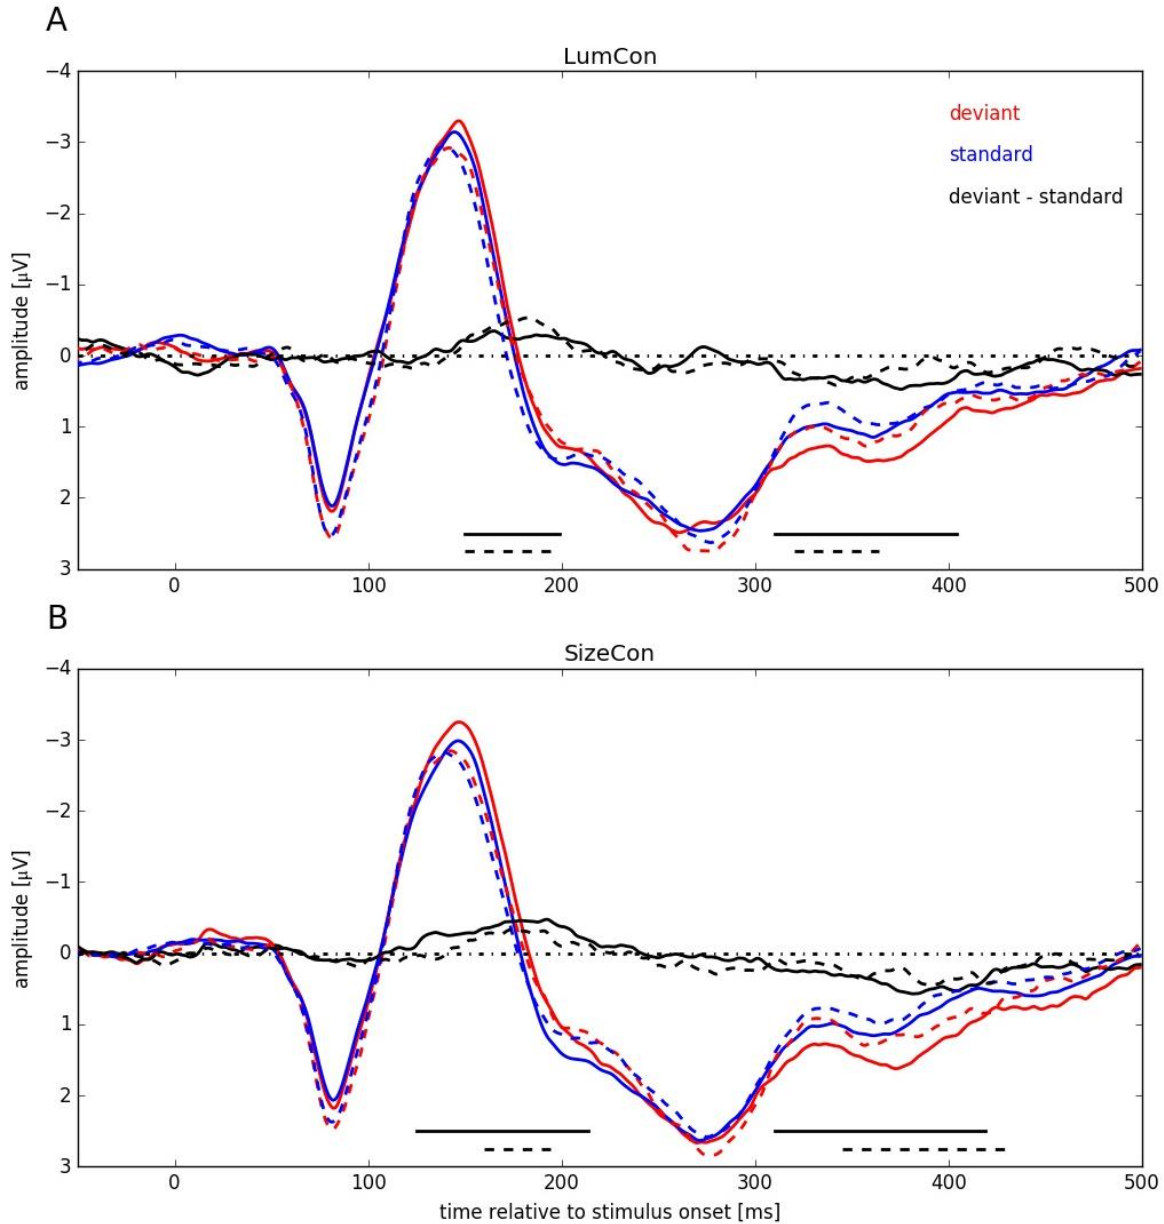 A
LumCon
−4
−3
−2
−1
0
1
2
3
amplitude [µV]
deviant
standard
deviant - standard
0
100
200
300
400
500
B
SizeCon
−4
−3
−2
−1
0
1
2
3
amplitude [µV]
0
100
200
300
400
500
time relative to stimulus onset [ms]